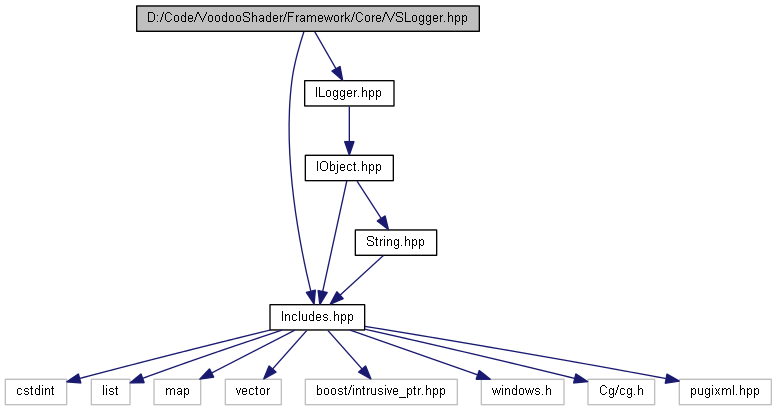 D:/Code/VoodooShader/Framework/Core/VSLogger.hpp
ILogger.hpp
IObject.hpp
String.hpp
Includes.hpp
cstdint
list
map
vector
boost/intrusive_ptr.hpp
windows.h
Cg/cg.h
pugixml.hpp